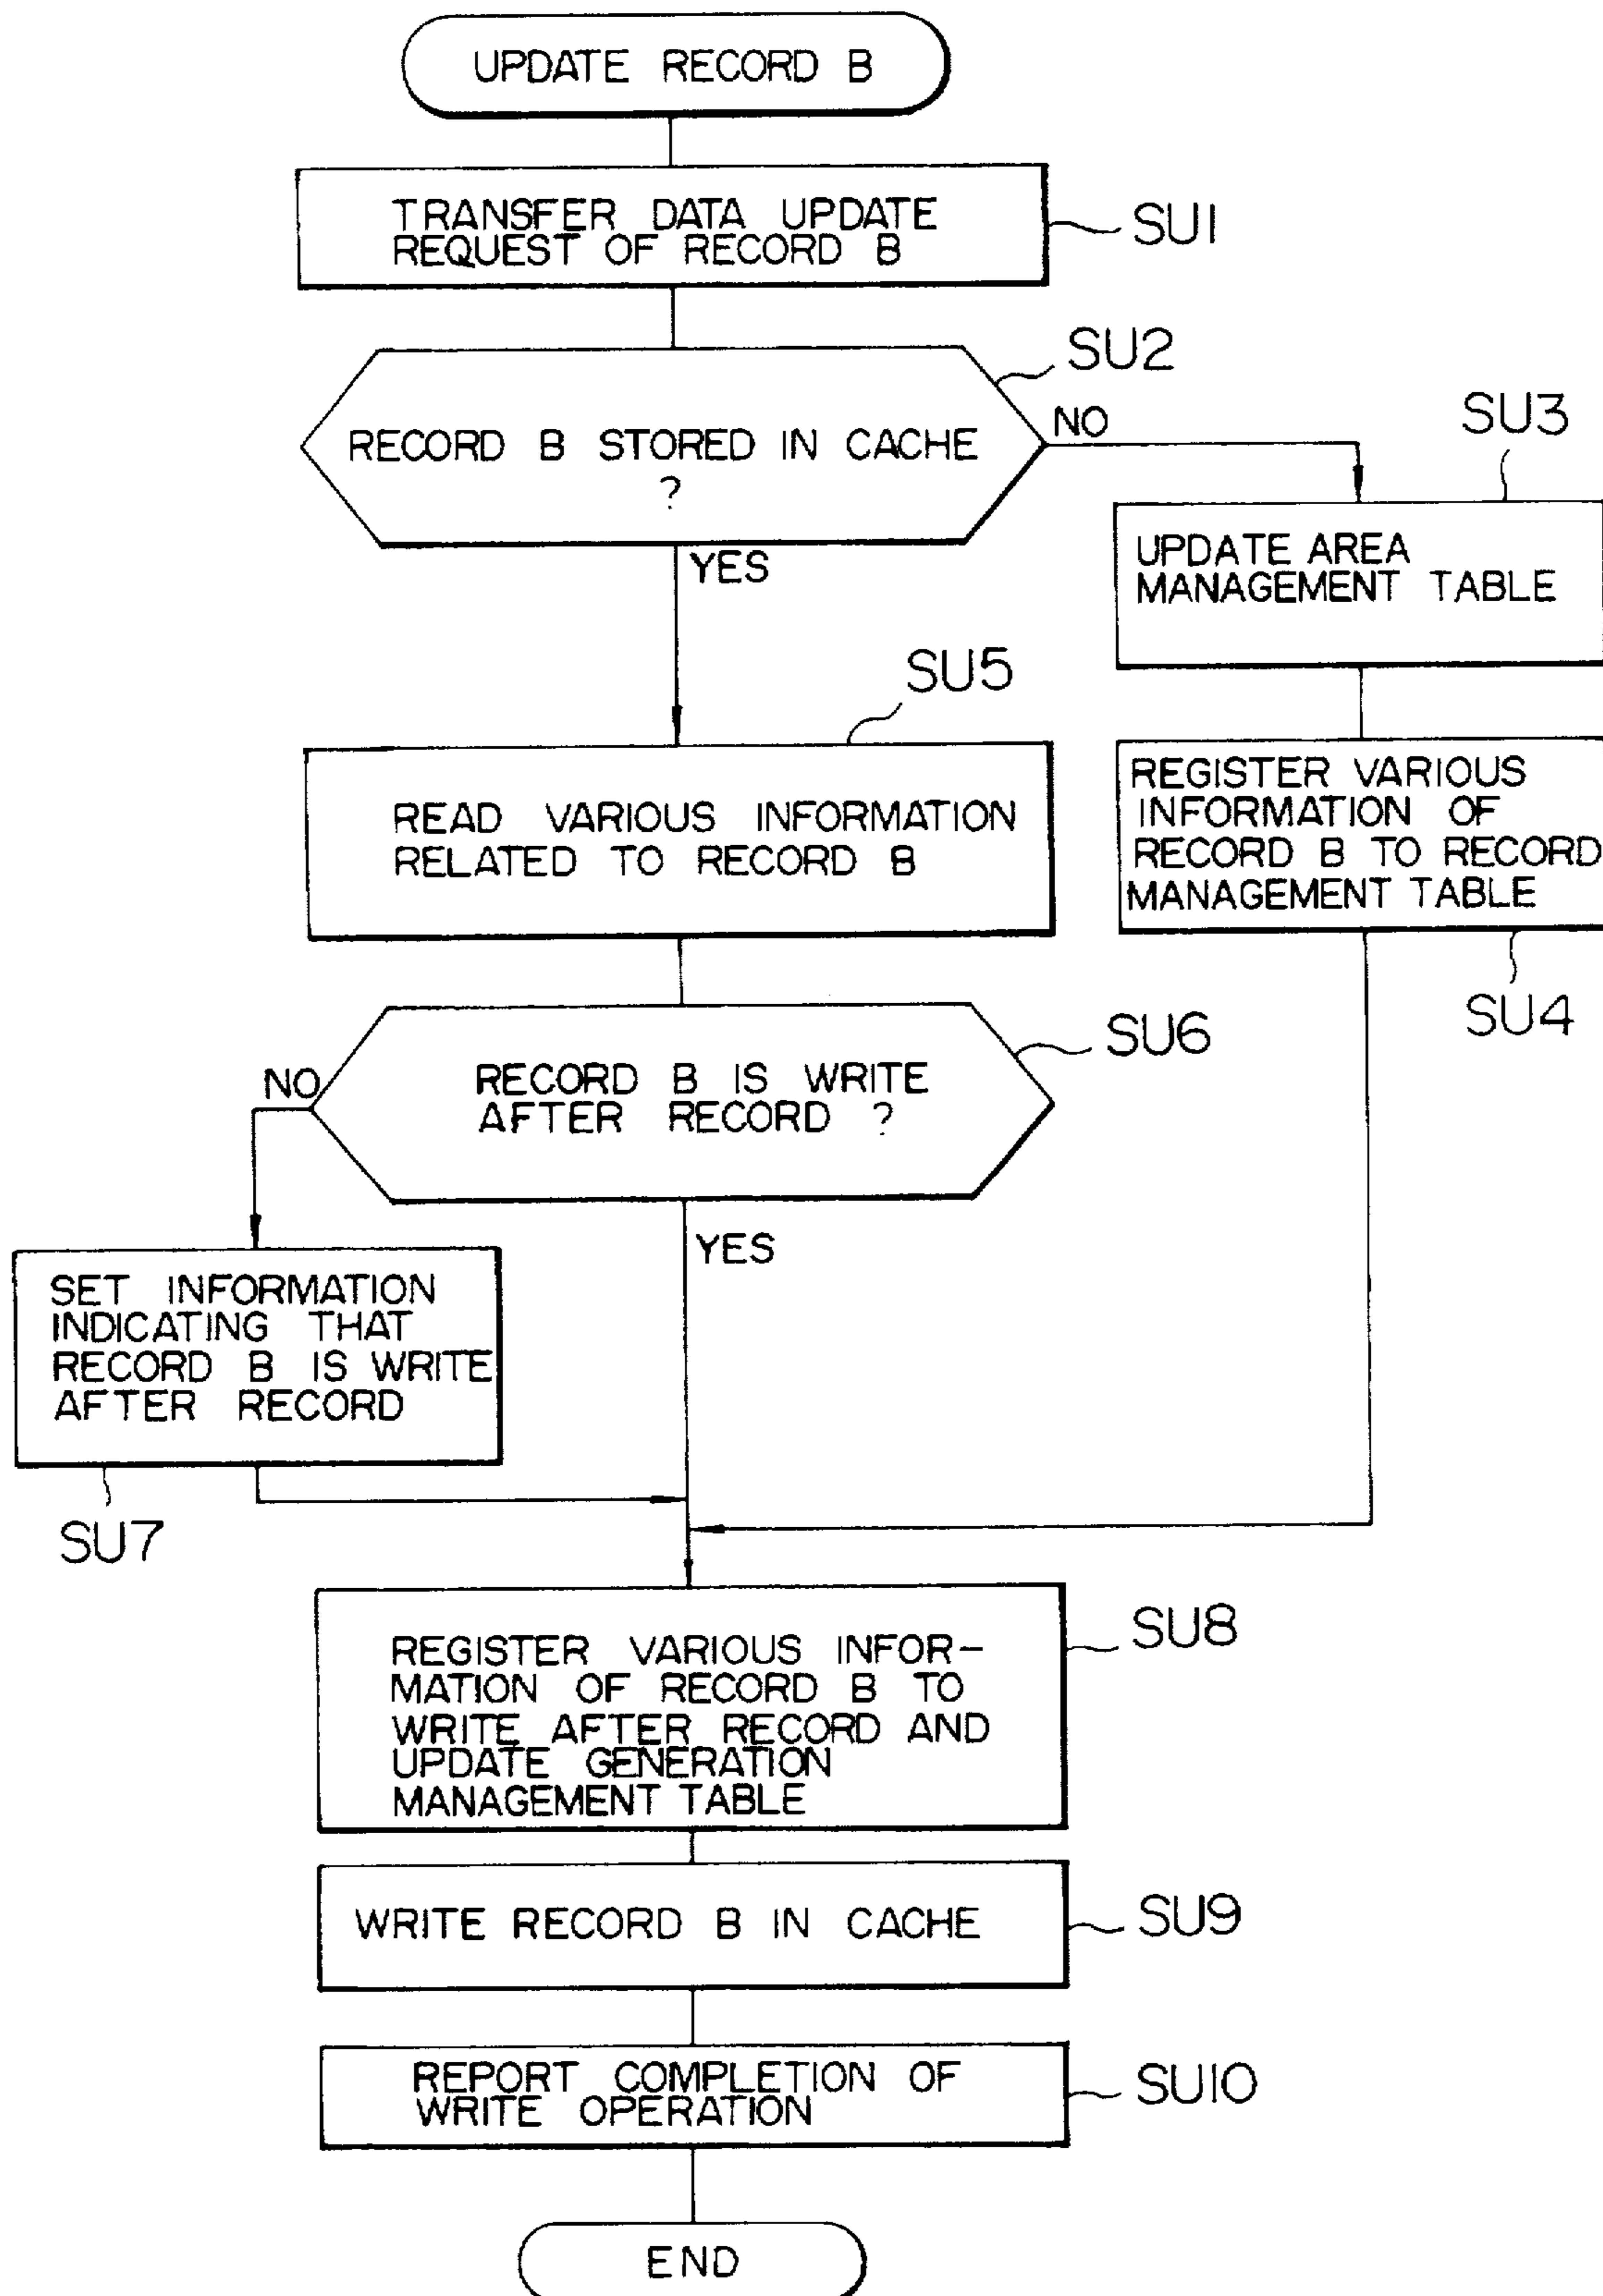 UPDATE RECORD B
TRANSFER DATA UPDATE
REQUEST OF RECORD B
SU1
SU2
RECORD B STORED IN CACHE
?
NO
YES
SU3
UPDATE AREA
MANAGEMENT TABLE
REGISTER VARIOUS
INFORMATION OF
RECORD B TO RECORD
MANAGEMENT TABLE
SU4
SU5
READ VARIOUS INFORMATION
RELATED TO RECORD B
SU6
RECORD B IS WRITE
AFTER RECORD ?
NO
YES
SET INFORMATION
INDICATING THAT
RECORD B IS WRITE
AFTER RECORD
SU7
REGISTER VARIOUS INFOR-
MATION OF RECORD B TO
WRITE AFTER RECORD AND
UPDATE GENERATION
MANAGEMENT TABLE
SU8
WRITE RECORD B IN CACHE
SU9
REPORT COMPLETION OF
WRITE OPERATION
SU10
END